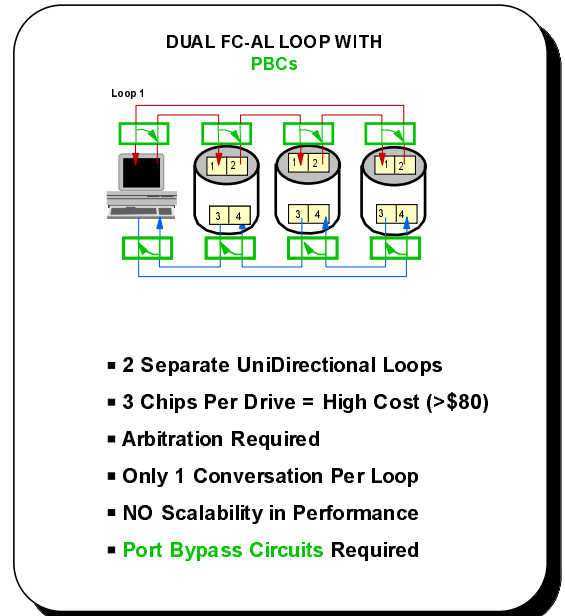 DUAL FC-AL LOOP WITH
PBCs
Loop 1
1 2
1 2
1 2
3 4
3 4
3 4
▪ 2 Separate UniDirectional Loops
▪ 3 Chips Per Drive = High Cost (>$80)
▪ Arbitration Required
▪ Only 1 Conversation Per Loop
▪ NO Scalability in Performance
▪ Port Bypass Circuits Required